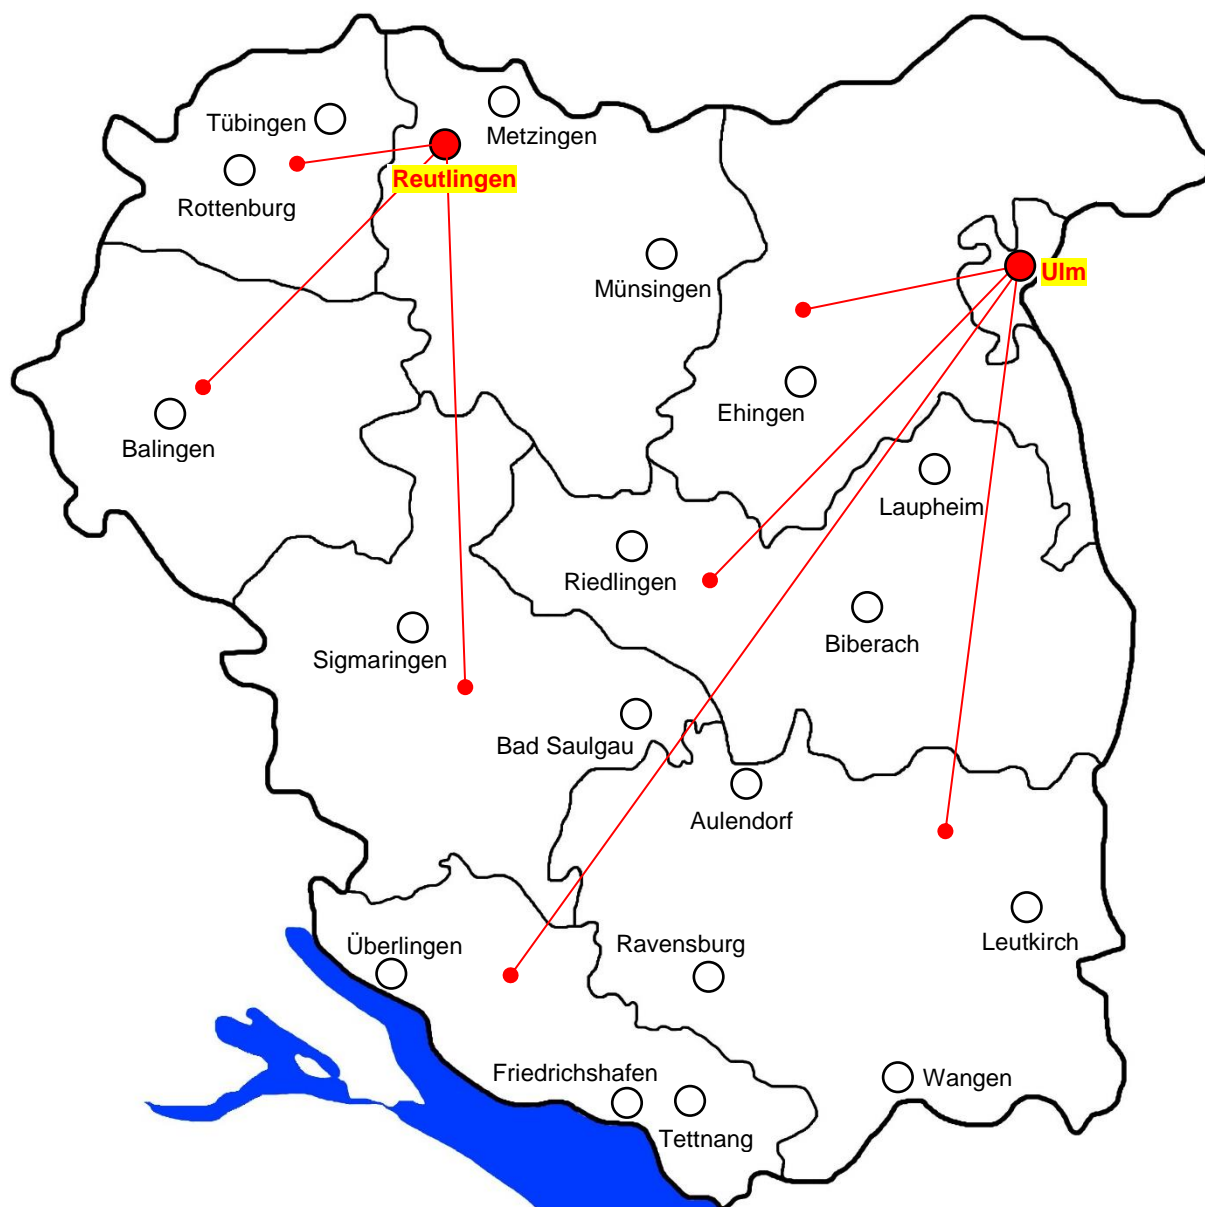 Tübingen
Metzingen
Reutlingen
Rottenburg
Münsingen
Ulm
Ehingen
Balingen
Laupheim
Riedlingen
Biberach
Sigmaringen
Bad Saulgau
Aulendorf
Überlingen
Ravensburg
Leutkirch
Friedrichshafen
Wangen
Tettnang